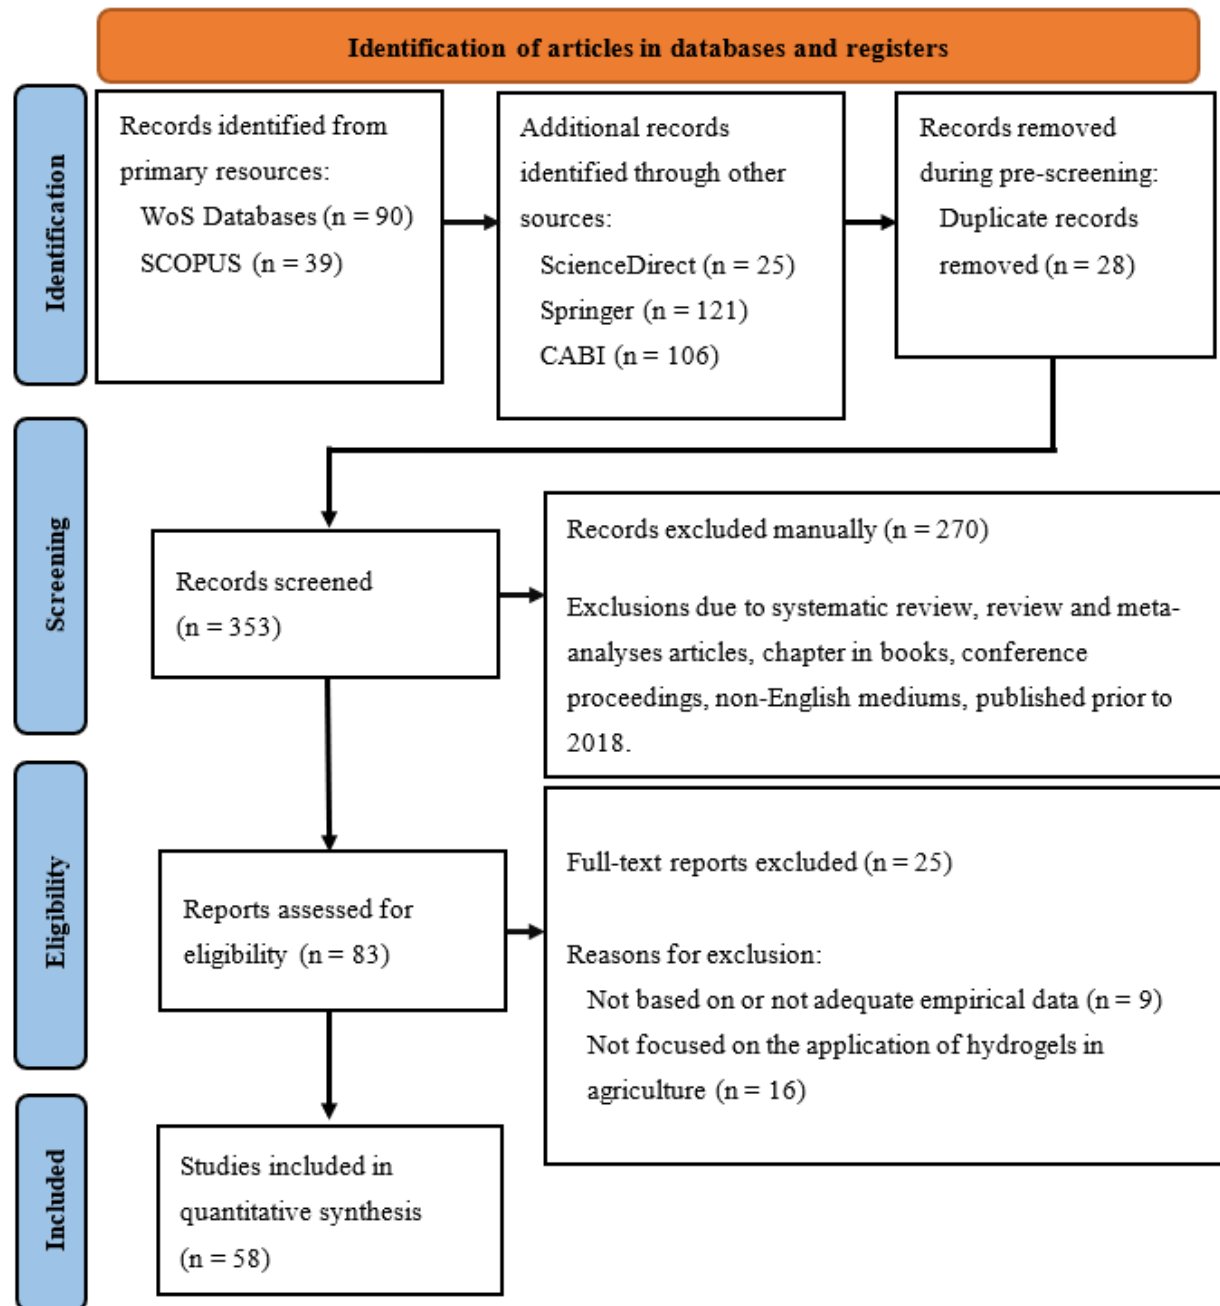 Identification of articles in databases and registers
Identification
Records identified from
primary resources:
WoS Databases (n = 90)
SCOPUS (n = 39)
Additional records
identified through other
sources:
ScienceDirect (n = 25)
Springer (n = 121)
CABI (n = 106)
Records removed
during pre-screening:
Duplicate records
removed (n = 28)
Screening
Records screened
(n = 353)
Records excluded manually (n = 270)
Exclusions due to systematic review, review and meta-
analyses articles, chapter in books, conference
proceedings, non-English mediums, published prior to
2018.
Eligibility
Reports assessed for
eligibility (n = 83)
Full-text reports excluded (n = 25)
Reasons for exclusion:
Not based on or not adequate empirical data (n = 9)
Not focused on the application of hydrogels in
agriculture (n = 16)
Included
Studies included in
quantitative synthesis
(n = 58)